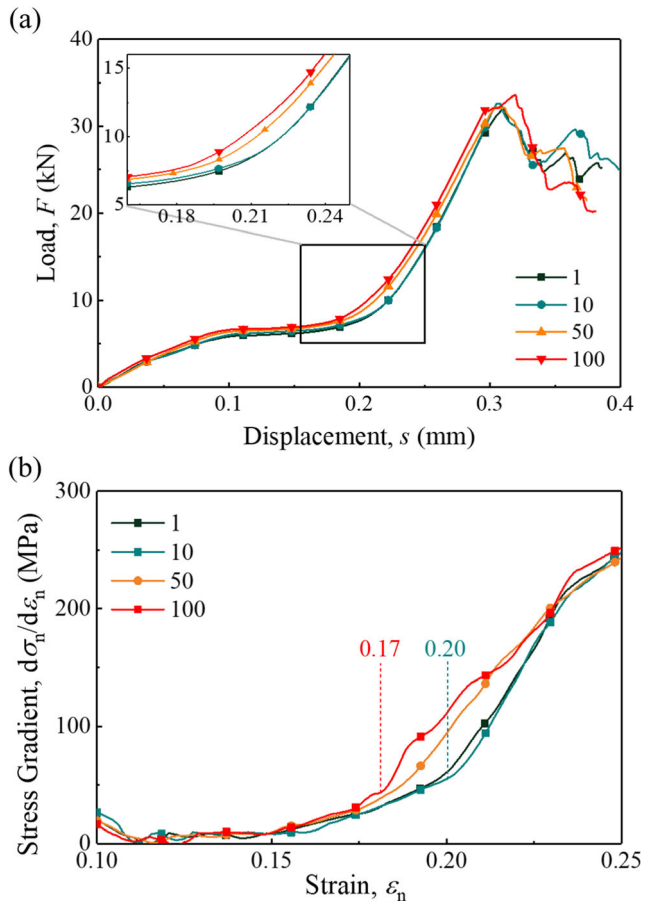 (a)
15
10
5
0.18 0.21 0.24
40
30
20
10
0
Load, F (kN)
1
10
50
100
0.0 0.1 0.2 0.3 0.4
Displacement, s (mm)
(b)
300
200
100
0
Stress Gradient, dσn/dεn (MPa)
1
10
50
100
0.17 0.20
0.10 0.15 0.20 0.25
Strain, εn